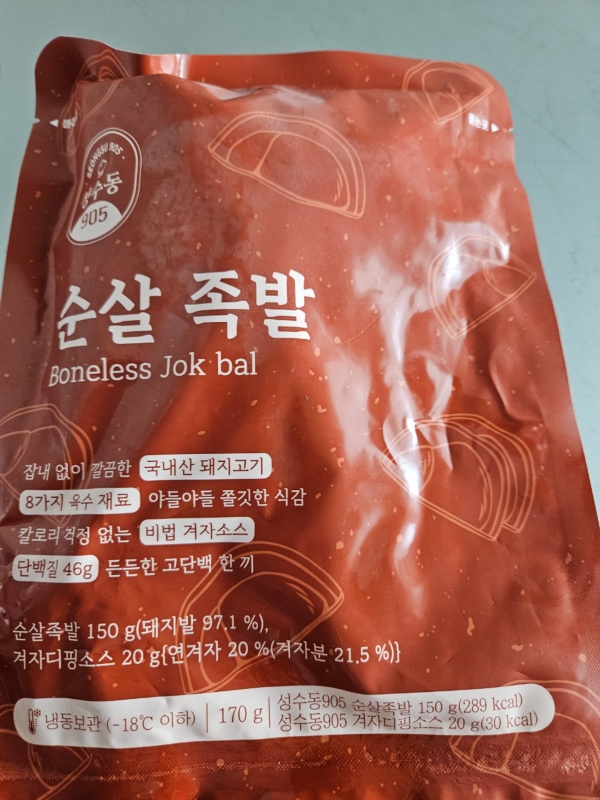 SEONGSU 905
성수동
905
순살 족발
Boneless Jok bal
잡내 없이 깔끔한 국내산 돼지고기
8가지 육수 재료 야들야들 쫄깃한 식감
칼로리 걱정 없는 비법 겨자소스
단백질 46g 든든한 고단백 한 끼
순살족발 150 g(돼지발 97.1 %),
겨자디핑소스 20 g{연겨자 20 %(겨자분 21.5 %)}
냉동보관 (-18℃ 이하) 170 g 성수동905 순살족발 150 g(289 kcal)
성수동905 겨자디핑소스 20 g(30 kcal)